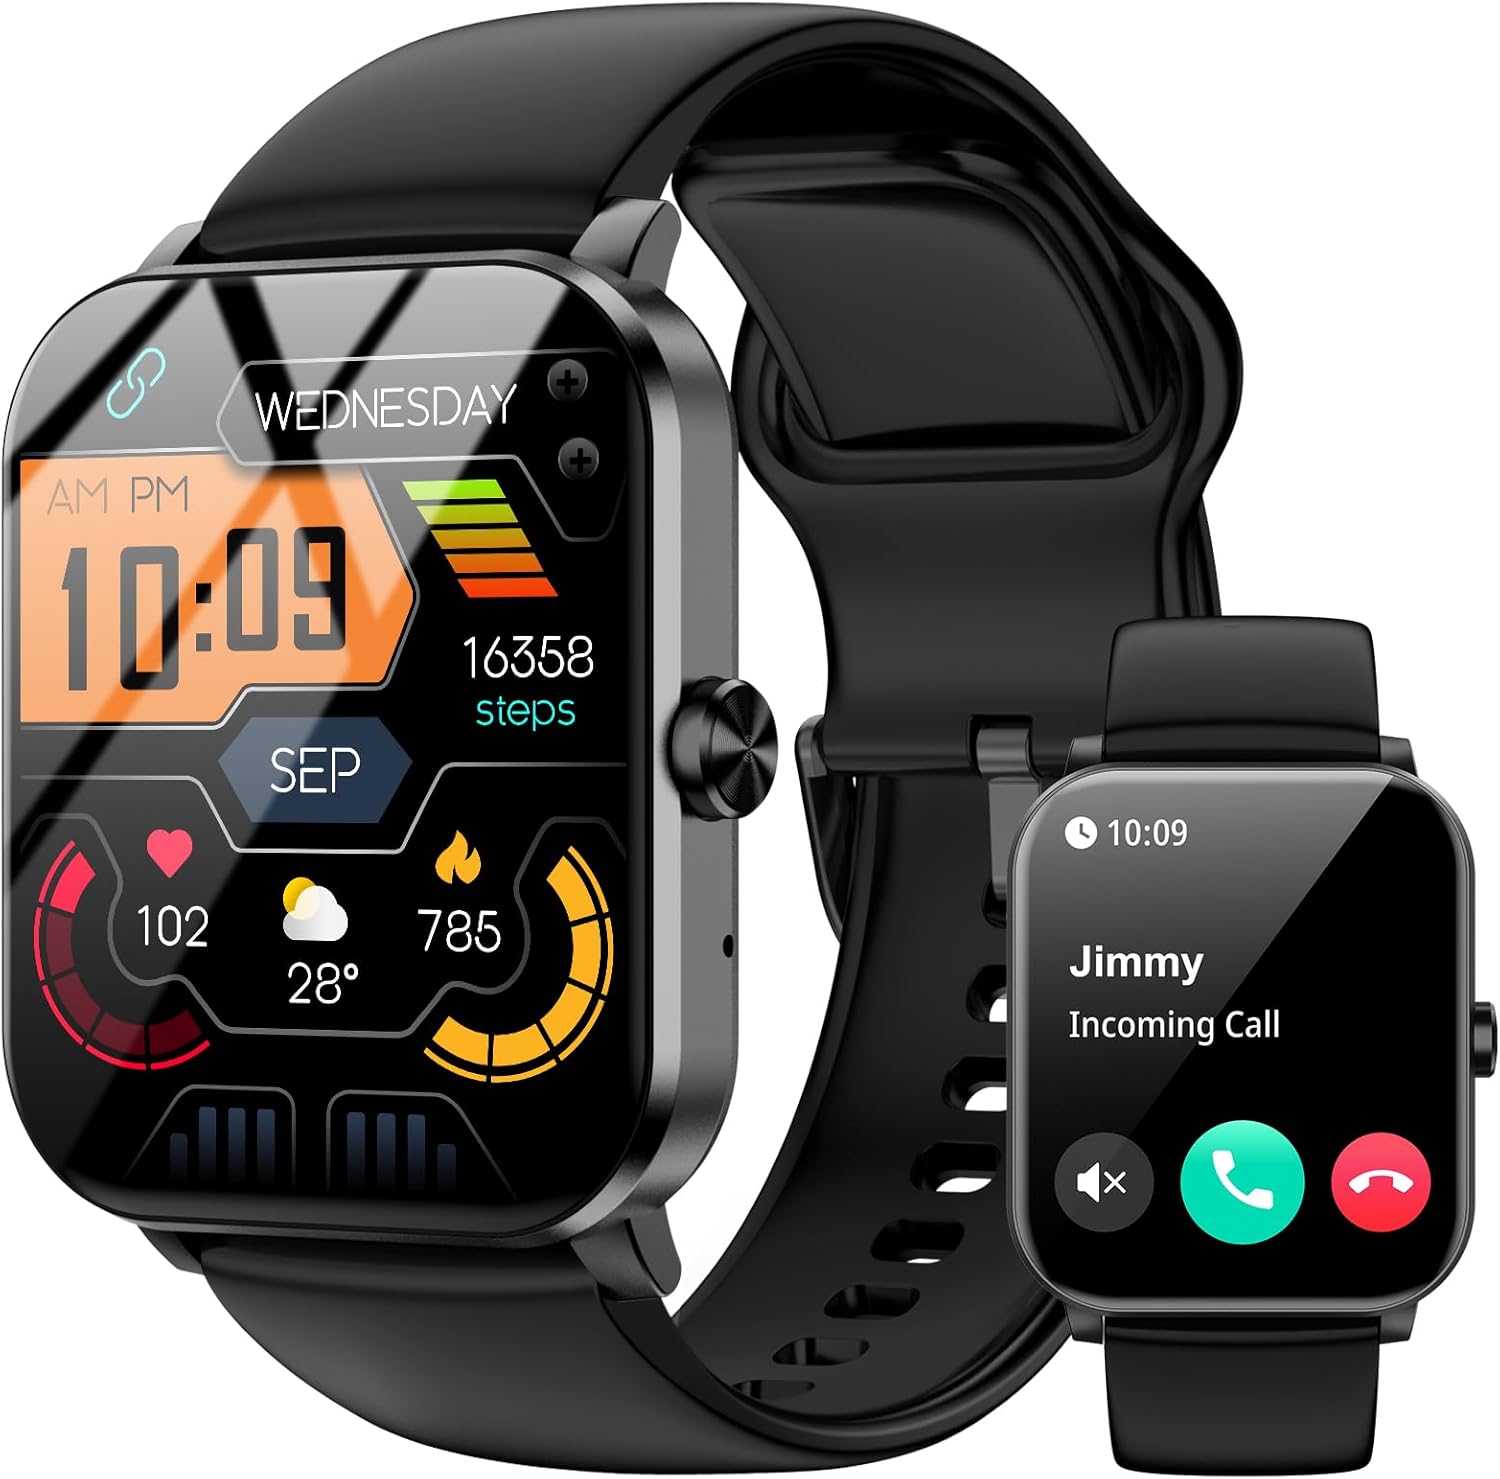 WEDNESDAY
AM PM
10:09
16358
steps
SEP
102
28°
785
10:09
Jimmy
Incoming Call